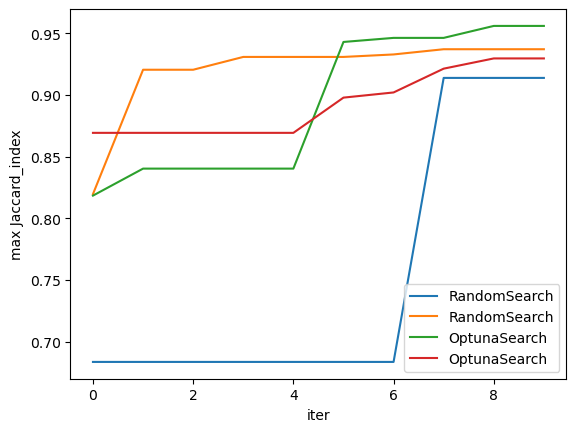 max Jaccard_index
0.95
0.90
0.85
0.80
0.75
0.70
RandomSearch
RandomSearch
OptunaSearch
OptunaSearch
0 2 4 6 8
iter